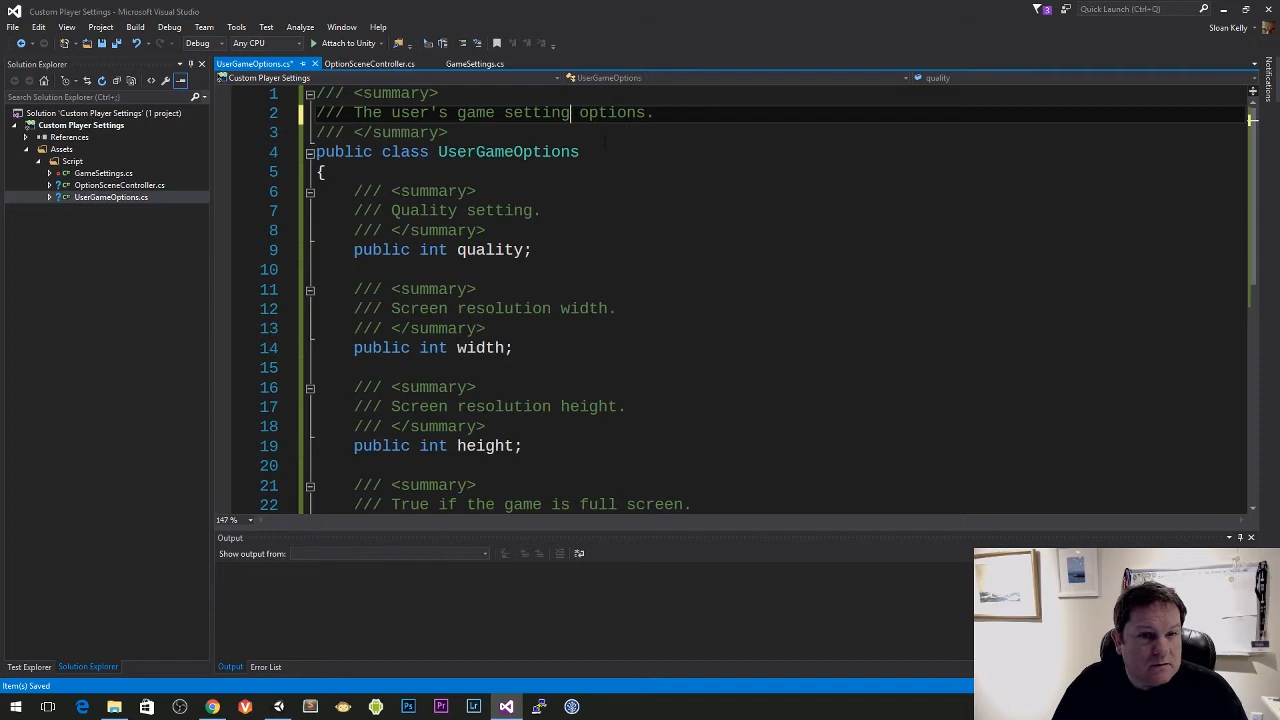 Custom Player Settings - Microsoft Visual Studio
3
Quick Launch (Ctrl+Q)
File Edit View Project Build Debug Team Tools Test Analyze Window Help
Sloan Kelly
Debug Any CPU Attach to Unity
Solution Explorer
UserGameOptions.cs* OptionSceneController.cs GameSettings.cs
Custom Player Settings UserGameOptions quality
Search Solution Explorer (Ctrl+;)
Solution 'Custom Player Settings' (1 project)
Custom Player Settings
References
Assets
Script
GameSettings.cs
OptionSceneController.cs
UserGameOptions.cs
1 /// <summary>
2 /// The user's game setting options.
3 /// </summary>
4 public class UserGameOptions
5 {
6 /// <summary>
7 /// Quality setting.
8 /// </summary>
9 public int quality;
10
11 /// <summary>
12 /// Screen resolution width.
13 /// </summary>
14 public int width;
15
16 /// <summary>
17 /// Screen resolution height.
18 /// </summary>
19 public int height;
20
21 /// <summary>
22 /// True if the game is full screen.
147 %
Output
Show output from:
Test Explorer Solution Explorer Output Error List
Item(s) Saved
Notifications
Ps Pr Lr